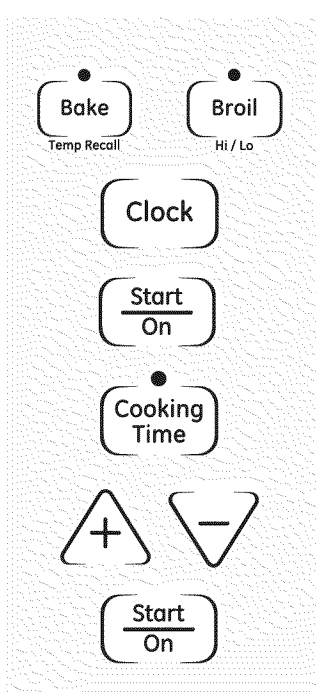 Bake Broil
Temp Recall Hi / Lo
Clock
Start
On
Cooking
Time
+ −
Start
On